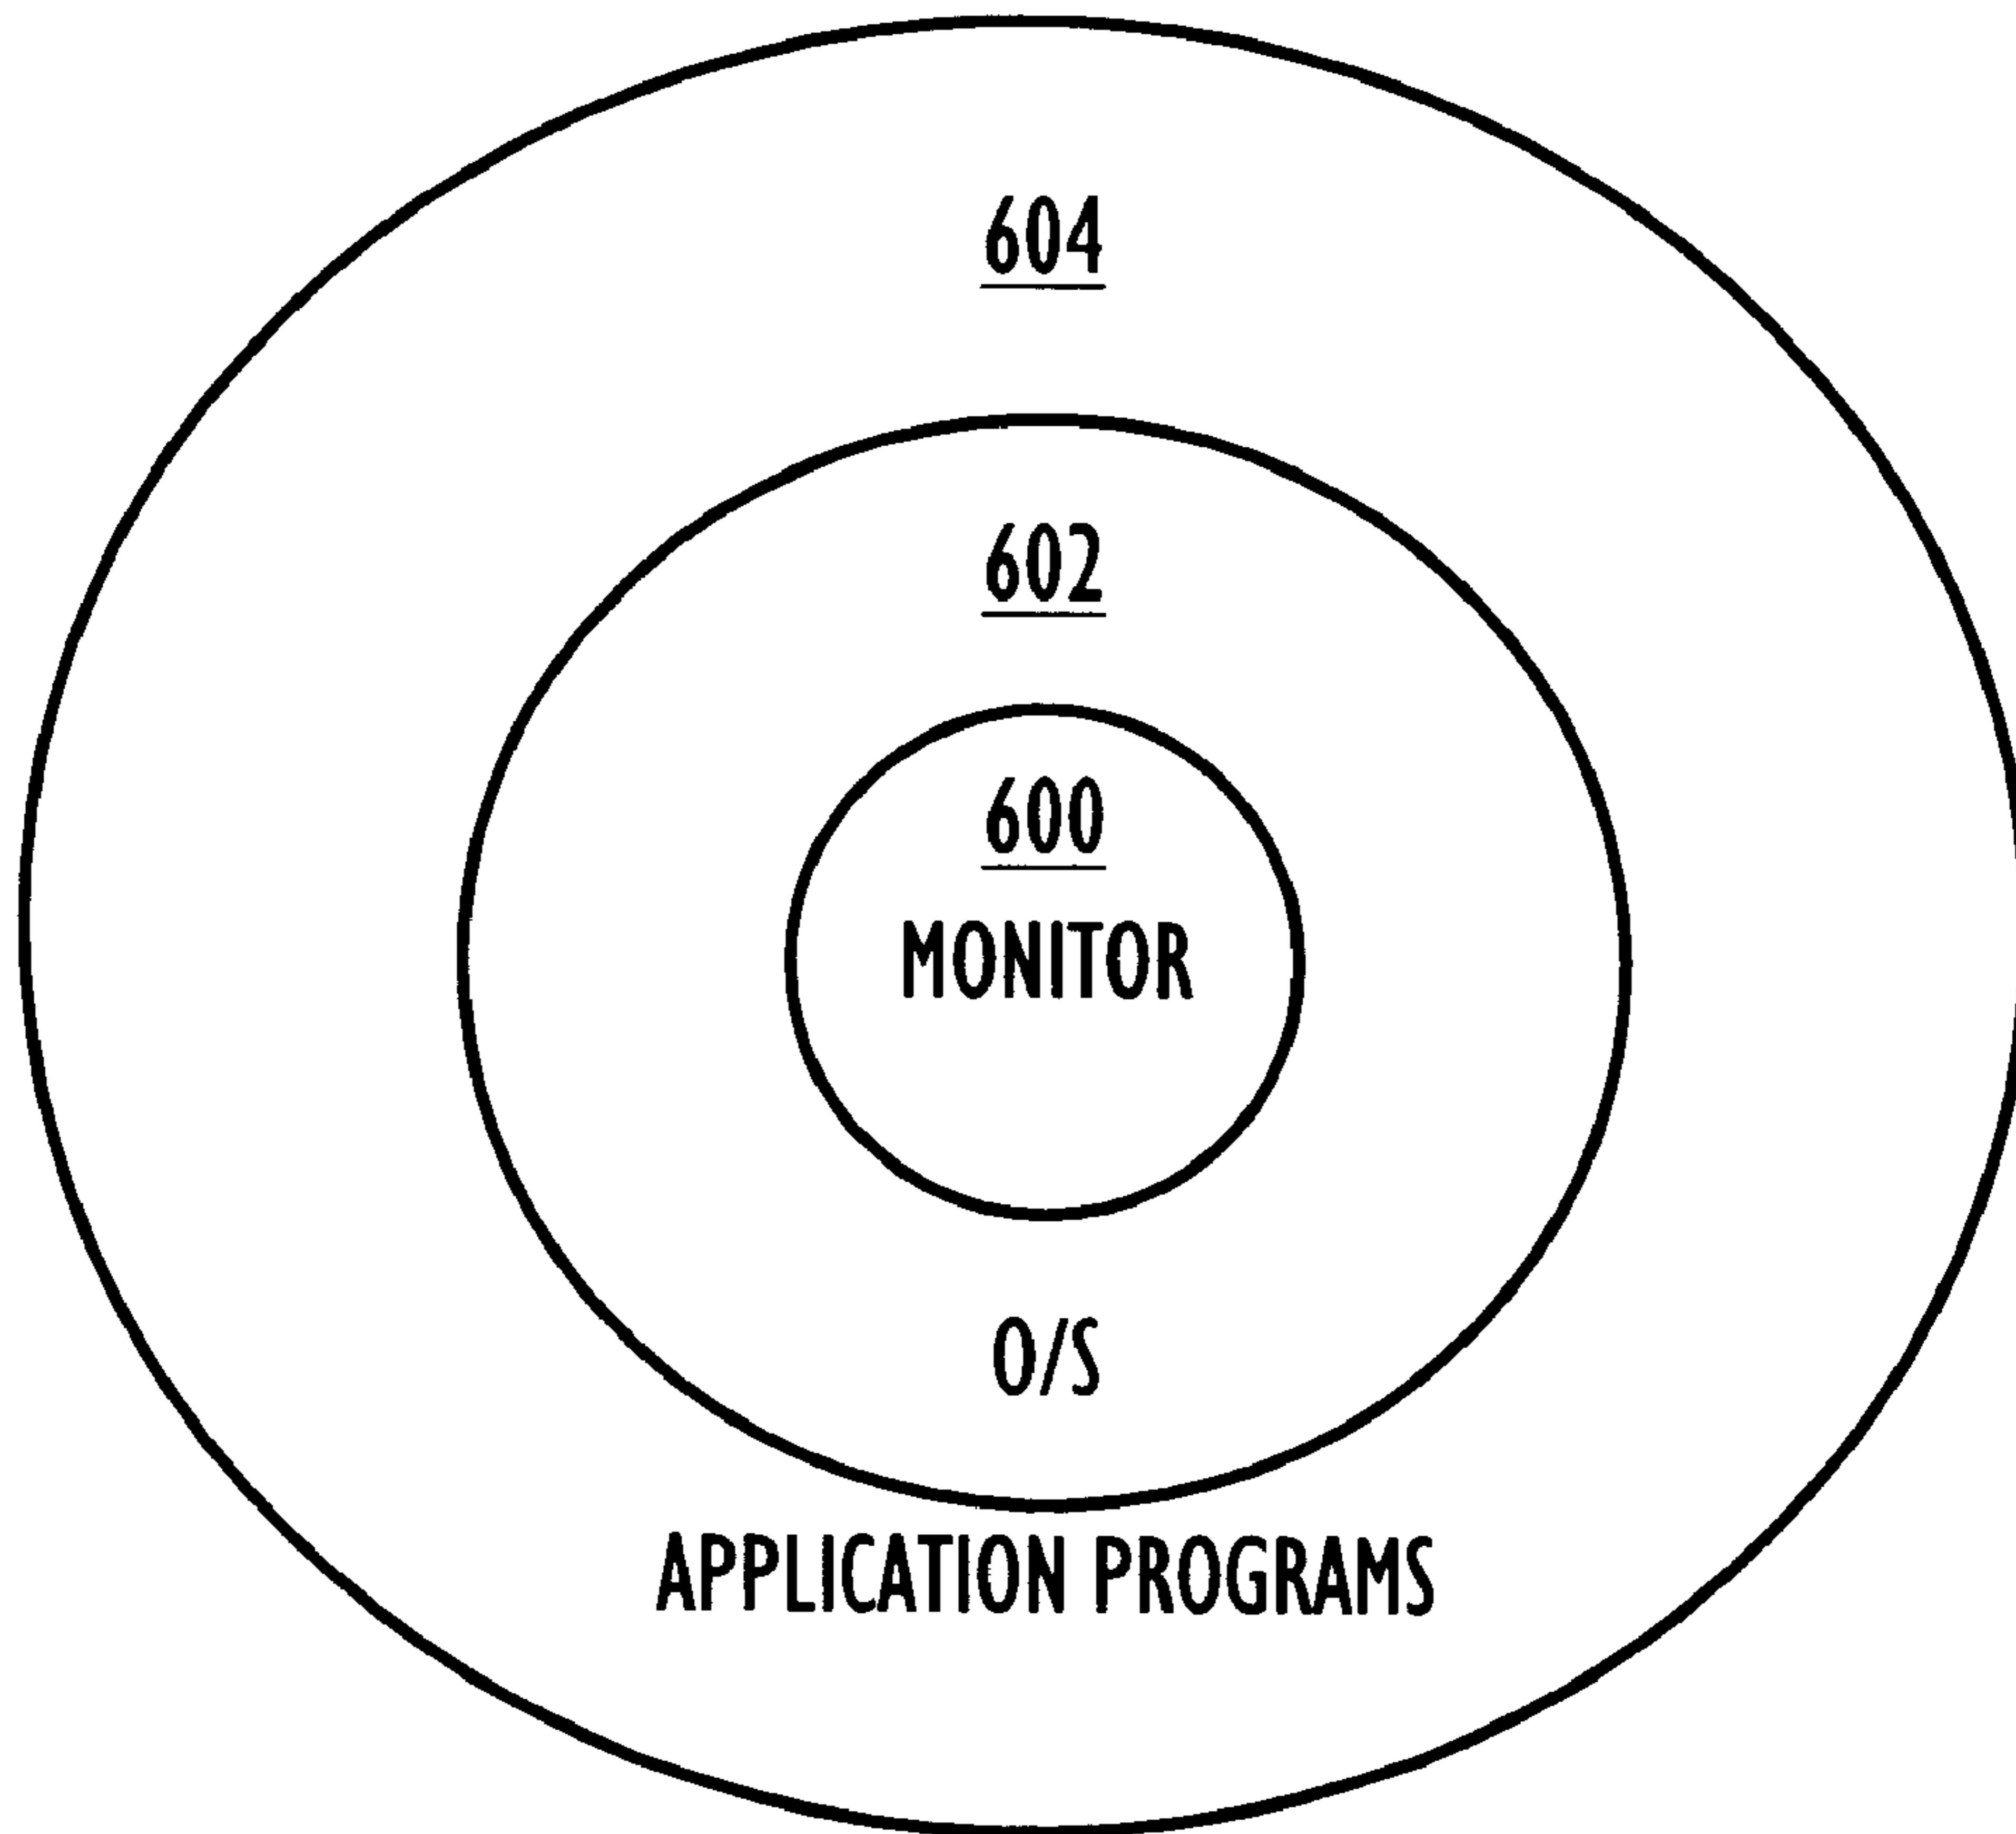 604
602
600
MONITOR
O/S
APPLICATION PROGRAMS